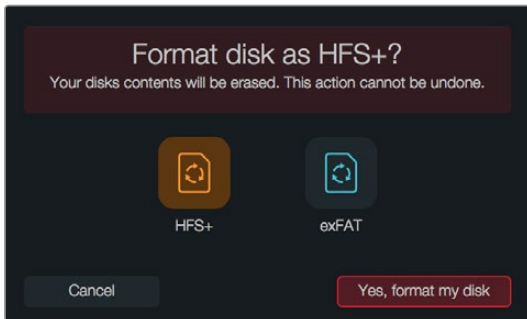 Format disk as HFS+?
Your disks contents will be erased. This action cannot be undone.
HFS+
exFAT
Cancel
Yes, format my disk